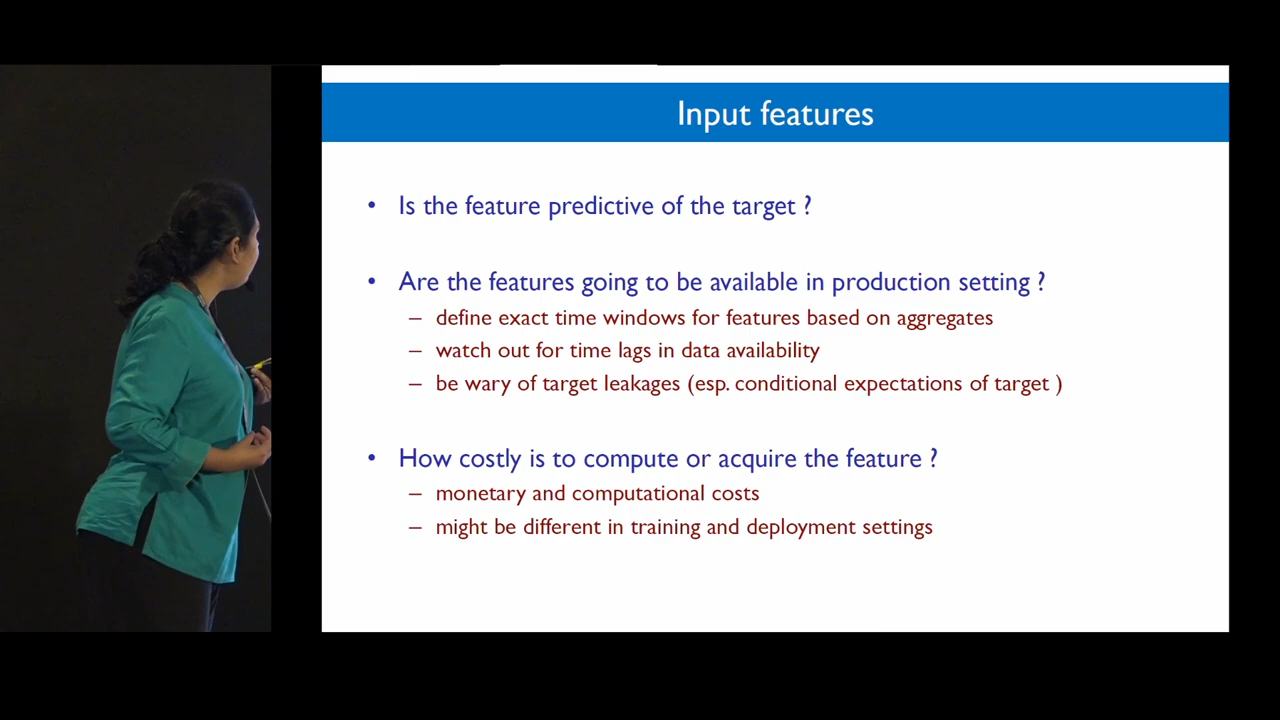 Input features
• Is the feature predictive of the target ?
• Are the features going to be available in production setting ?
– define exact time windows for features based on aggregates
– watch out for time lags in data availability
– be wary of target leakages (esp. conditional expectations of target )
• How costly is to compute or acquire the feature ?
– monetary and computational costs
– might be different in training and deployment settings